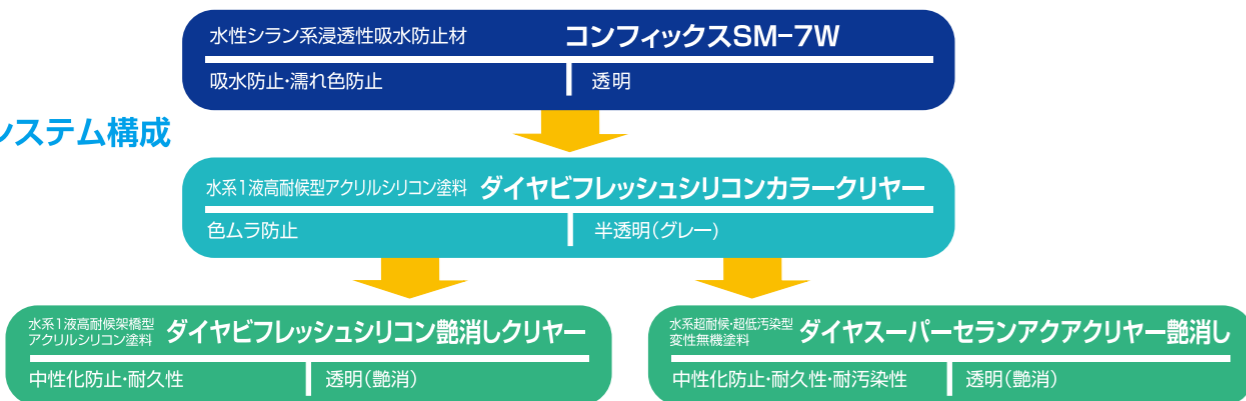 水性シラン系浸透性吸水防止材 コンフィックスSM-7W
吸水防止・濡れ色防止 透明
システム構成
水系1液高耐候型アクリルシリコン塗料 ダイヤビフレッシュシリコンカラークリヤー
色ムラ防止 半透明(グレー)
水系1液高耐候架橋型
アクリルシリコン塗料 ダイヤビフレッシュシリコン艶消しクリヤー
中性化防止・耐久性 透明(艶消)
水系超耐候・超低汚染型
変性無機塗料 ダイヤスーパーセランアクアクリヤー艶消し
中性化防止・耐久性・耐汚染性 透明(艶消)